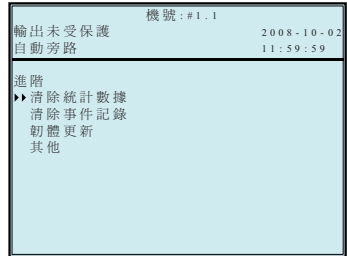 機號:#1.1
輸出未受保護 2008-10-02
自動旁路 11:59:59
進階
清除統計數據
清除事件記錄
韌體更新
其他